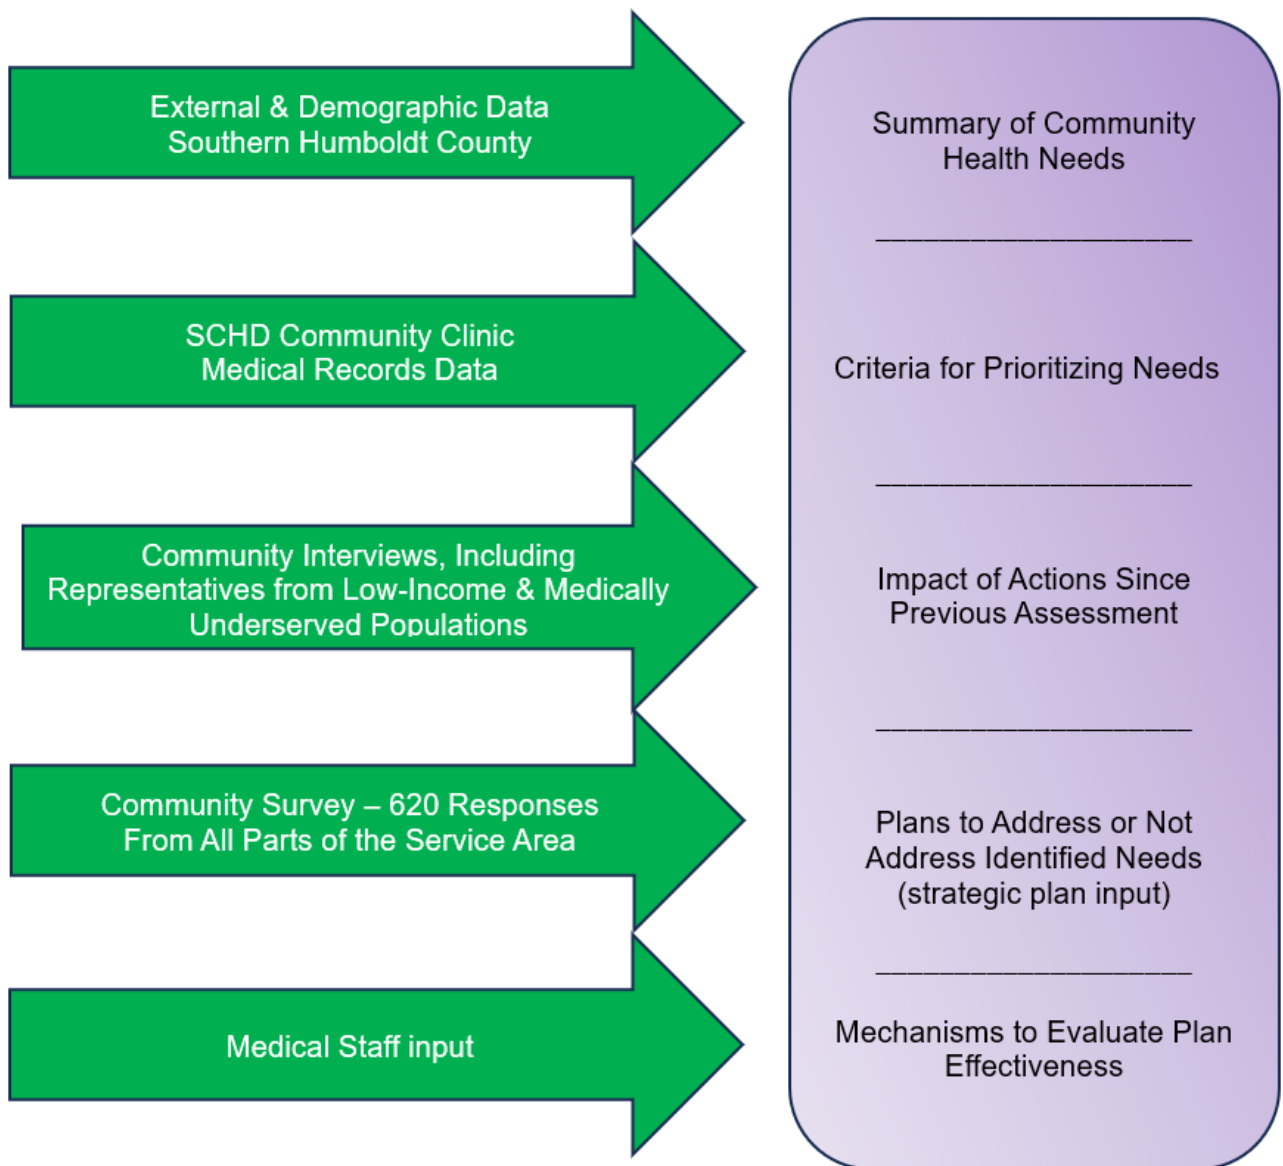 External & Demographic Data
Southern Humboldt County
SCHD Community Clinic
Medical Records Data
Community Interviews, Including
Representatives from Low-Income & Medically
Underserved Populations
Community Survey – 620 Responses
From All Parts of the Service Area
Medical Staff input
Summary of Community
Health Needs
Criteria for Prioritizing Needs
Impact of Actions Since
Previous Assessment
Plans to Address or Not
Address Identified Needs
(strategic plan input)
Mechanisms to Evaluate Plan
Effectiveness